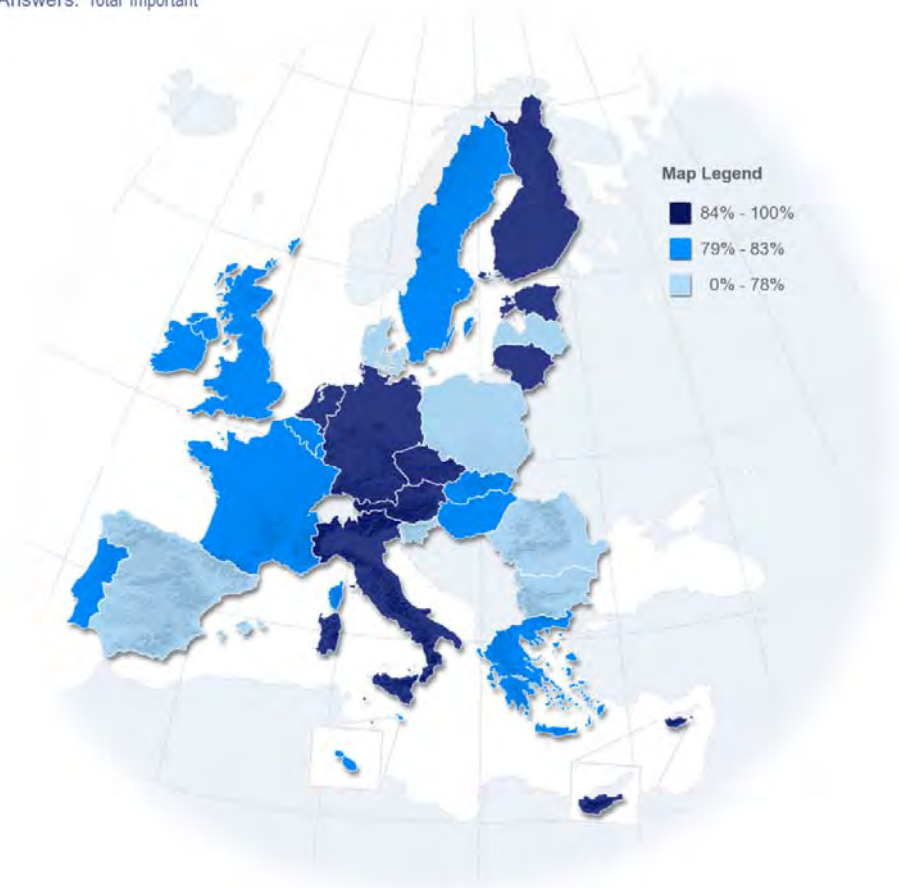 Answers: Total 'Important'
Map Legend
84% - 100%
79% - 83%
0% - 78%